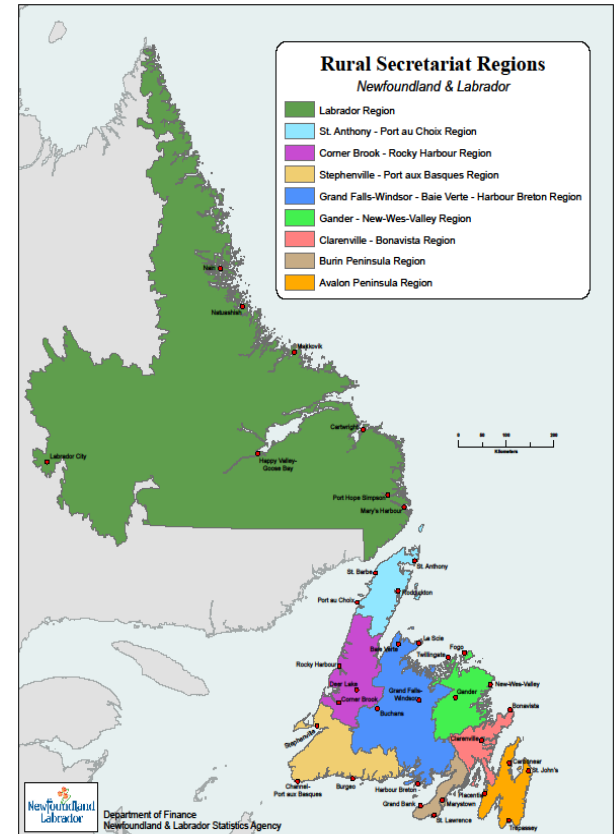 Rural Secretariat Regions
Newfoundland & Labrador
Labrador Region
St. Anthony - Port au Choix Region
Corner Brook - Rocky Harbour Region
Stephenville - Port aux Basques Region
Grand Falls-Windsor - Baie Verte - Harbour Breton Region
Gander - New-Wes-Valley Region
Clarenville - Bonavista Region
Burin Peninsula Region
Avalon Peninsula Region
Nain
Natuashish
Makkovik
Cartwright
0 50 100 200
Kilometers
Labrador City
Happy Valley-
Goose Bay
Port Hope Simpson
Mary's Harbour
St. Anthony
St. Barbe
Roddickton
Port au Choix
La Scie
Baie Verte
Fogo
Twillingate
Rocky Harbour
Deer Lake
New-Wes-Valley
Grand Falls-
Windsor
Gander
Corner Brook
Buchans
Bonavista
Stephenville
Clarenville
Carbonear
St. John's
Channel-
Port aux Basques
Burgeo
Harbour Breton
Placentia
Grand Bank
Marystown
St. Lawrence
Trepassey
Newfoundland
Labrador
Department of Finance
Newfoundland & Labrador Statistics Agency